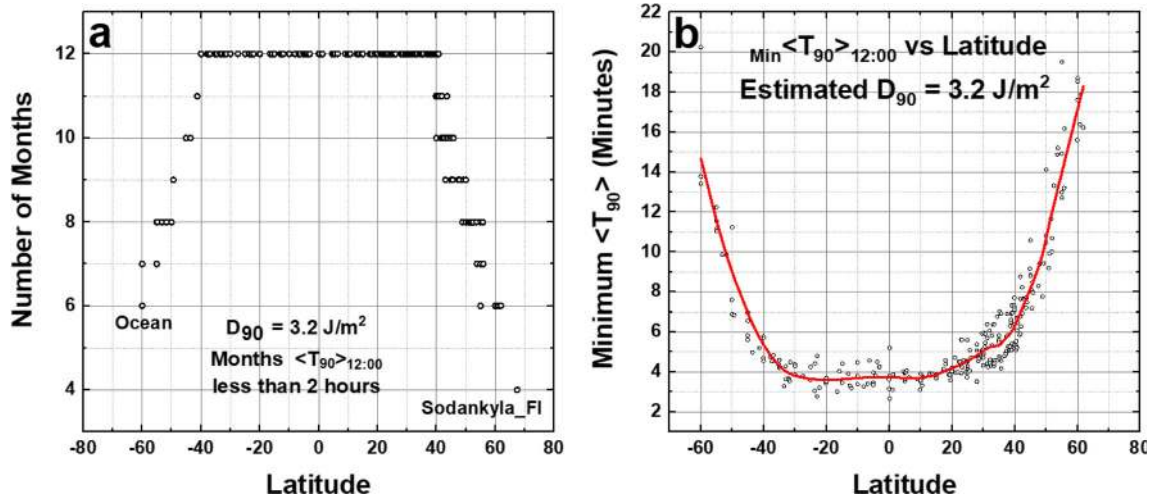 a
12
10
8
6
4
Number of Months
Ocean
D90 = 3.2 J/m2
Months <T90>12:00
less than 2 hours
Sodankyla_FI
-80 -60 -40 -20 0 20 40 60 80
Latitude
b
22
20
18
16
14
12
10
8
6
4
2
Minimum <T90> (Minutes)
Min<T90>12:00 vs Latitude
Estimated D90 = 3.2 J/m2
-60 -40 -20 0 20 40 60 -80
Latitude